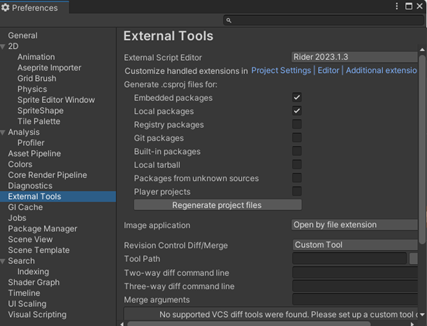 Preferences
General
2D
Animation
Aseprite Importer
Grid Brush
Physics
Sprite Editor Window
SpriteShape
Tile Palette
Analysis
Profiler
Asset Pipeline
Colors
Core Render Pipeline
Diagnostics
External Tools
GI Cache
Jobs
Package Manager
Scene View
Scene Template
Search
Indexing
Shader Graph
Timeline
UI Scaling
Visual Scripting
External Tools
External Script Editor Rider 2023.1.3
Customize handled extensions in Project Settings | Editor | Additional extensio
Generate .csproj files for:
Embedded packages
Local packages
Registry packages
Git packages
Built-in packages
Local tarball
Packages from unknown sources
Player projects
Regenerate project files
Image application Open by file extension
Revision Control Diff/Merge Custom Tool
Tool Path
Two-way diff command line
Three-way diff command line
Merge arguments
No supported VCS diff tools were found. Please set up a custom tool